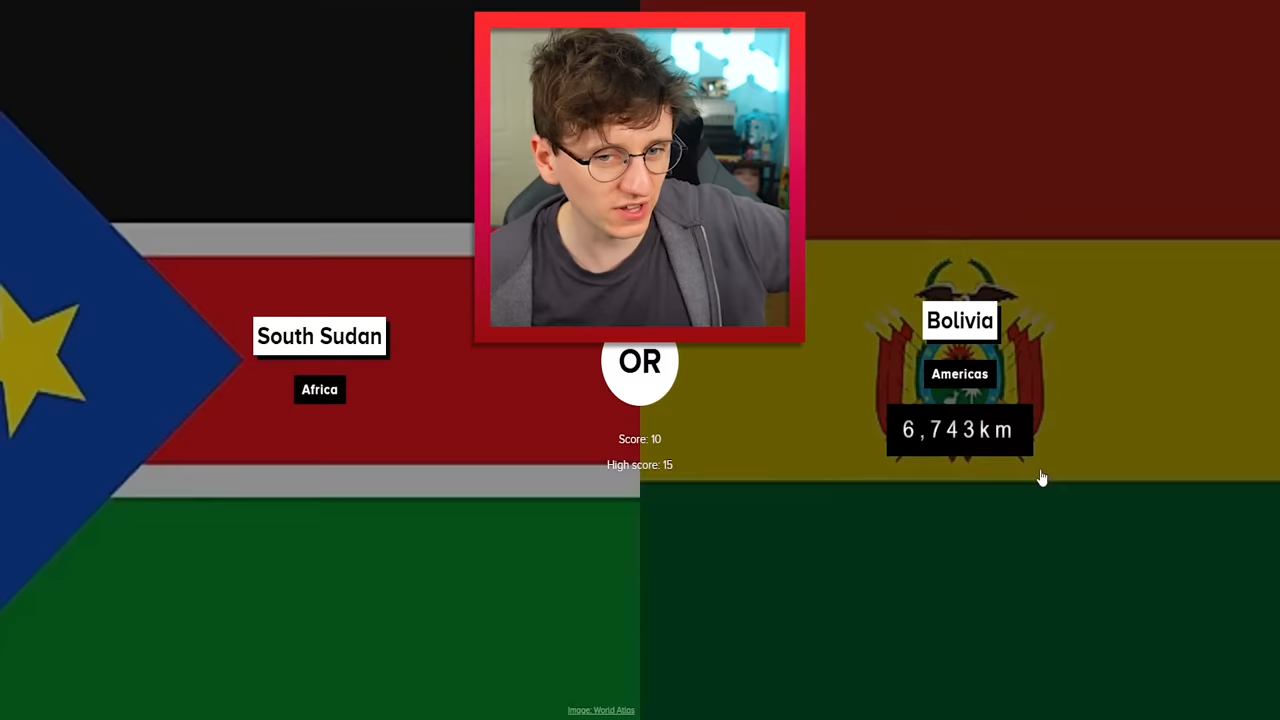 South Sudan
Africa
OR
Score: 10
High score: 15
Bolivia
Americas
6,743km
Image: World Atlas